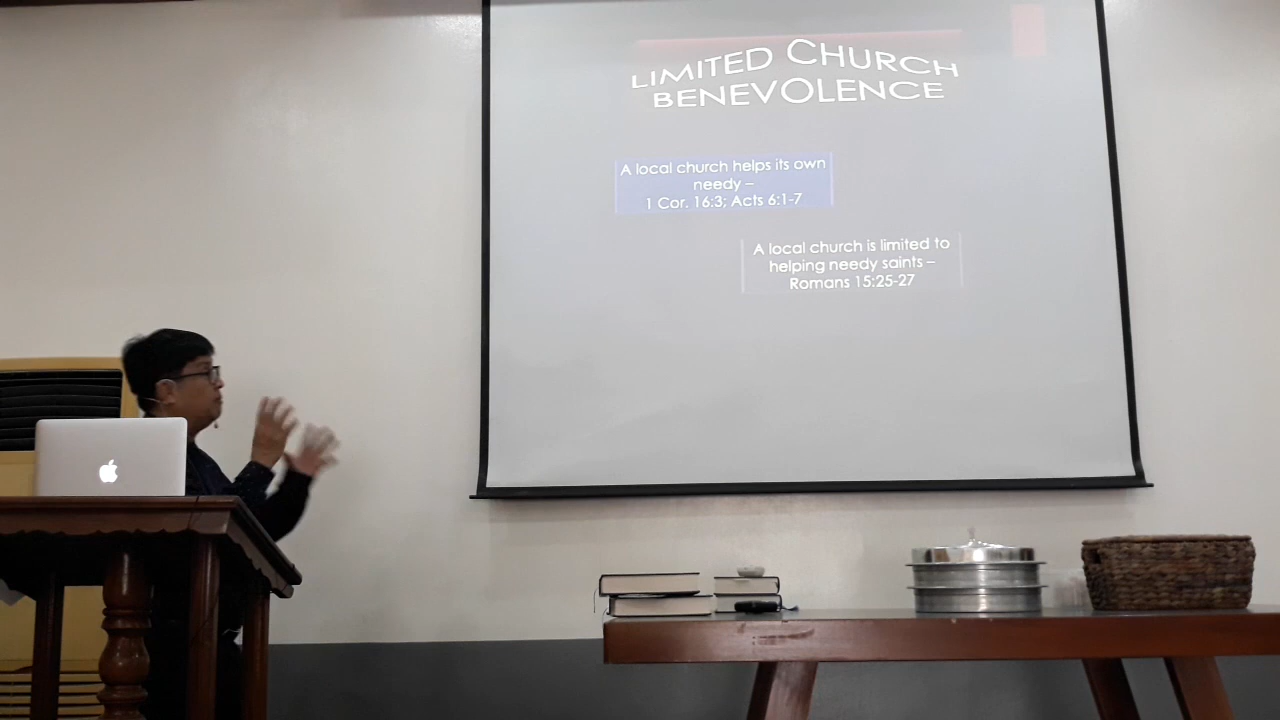 LIMITED CHURCH
BENEVOLENCE
A local church helps its own
needy –
1 Cor. 16:3; Acts 6:1-7
A local church is limited to
helping needy saints –
Romans 15:25-27